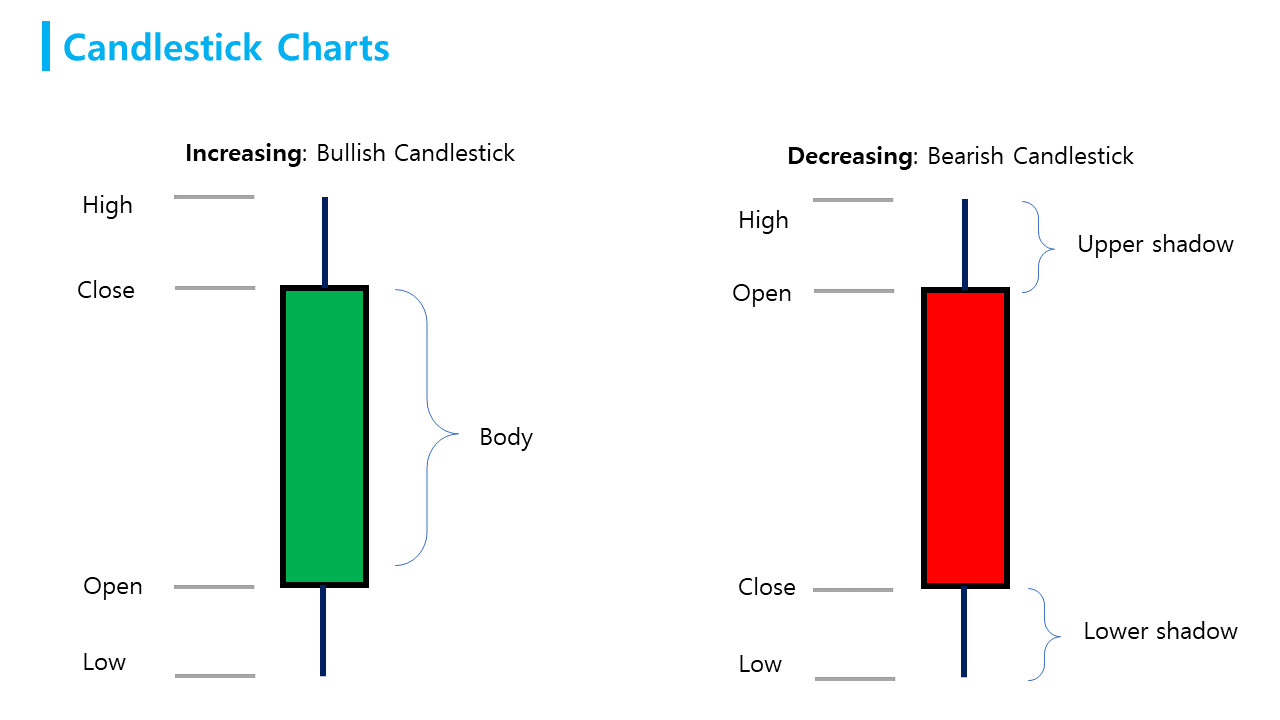 Candlestick Charts
Increasing: Bullish Candlestick
High
Close
Body
Open
Low
Decreasing: Bearish Candlestick
High
Upper shadow
Open
Close
Lower shadow
Low